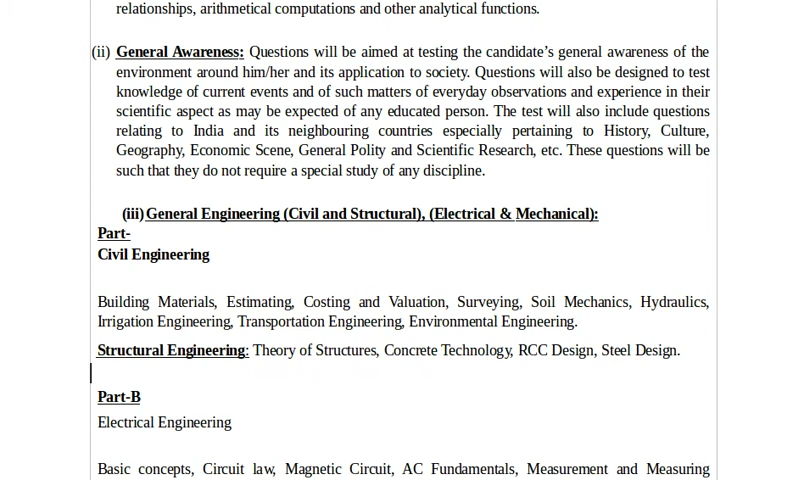 relationships, arithmetical computations and other analytical functions.
(ii) General Awareness: Questions will be aimed at testing the candidate's general awareness of the
environment around him/her and its application to society. Questions will also be designed to test
knowledge of current events and of such matters of everyday observations and experience in their
scientific aspect as may be expected of any educated person. The test will also include questions
relating to India and its neighbouring countries especially pertaining to History, Culture,
Geography, Economic Scene, General Polity and Scientific Research, etc. These questions will be
such that they do not require a special study of any discipline.
(iii) General Engineering (Civil and Structural), (Electrical & Mechanical):
Part-
Civil Engineering
Building Materials, Estimating, Costing and Valuation, Surveying, Soil Mechanics, Hydraulics,
Irrigation Engineering, Transportation Engineering, Environmental Engineering.
Structural Engineering: Theory of Structures, Concrete Technology, RCC Design, Steel Design.
Part-B
Electrical Engineering
Basic concepts, Circuit law, Magnetic Circuit, AC Fundamentals, Measurement and Measuring